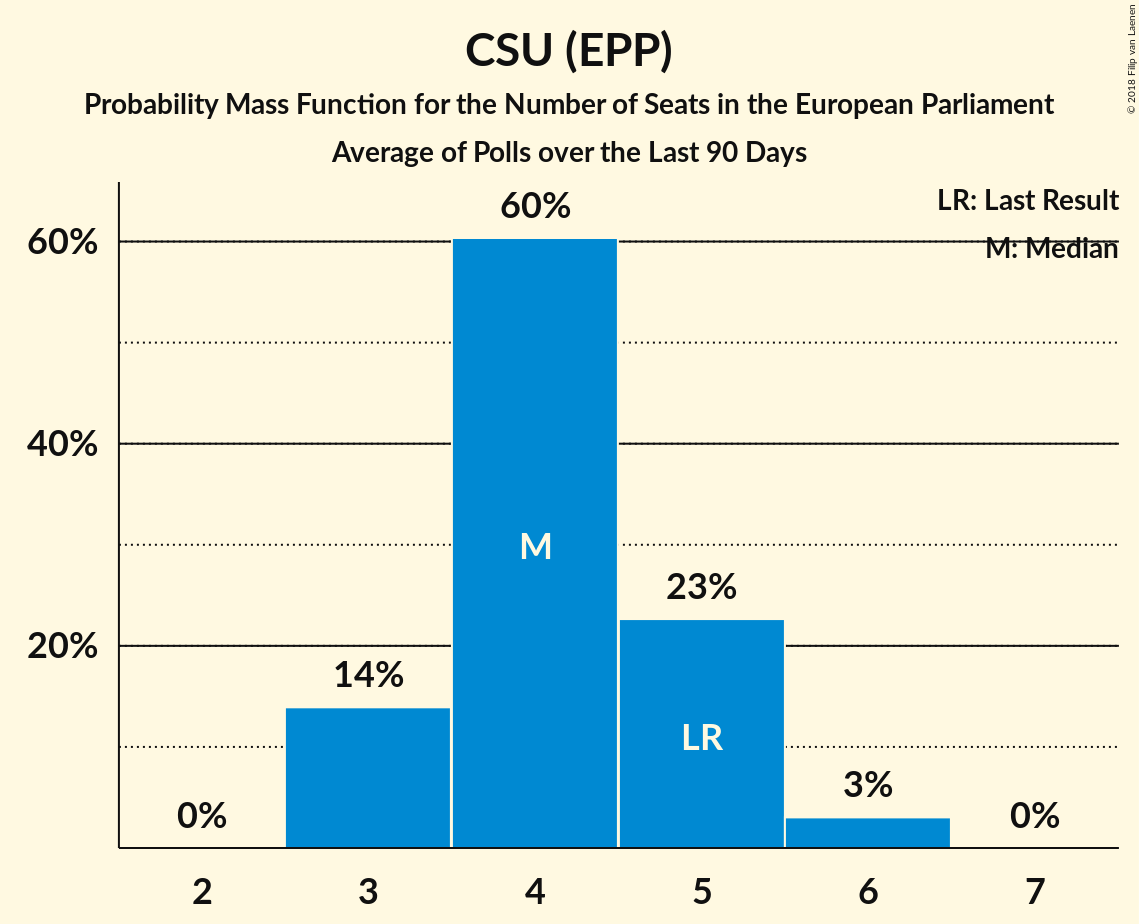 CSU (EPP)
Probability Mass Function for the Number of Seats in the European Parliament
Average of Polls over the Last 90 Days
© 2018 Filip van Laenen
LR: Last Result
M: Median
60%
40%
20%
0%
14%
60%
M
23%
LR
3%
0%
2
3
4
5
6
7